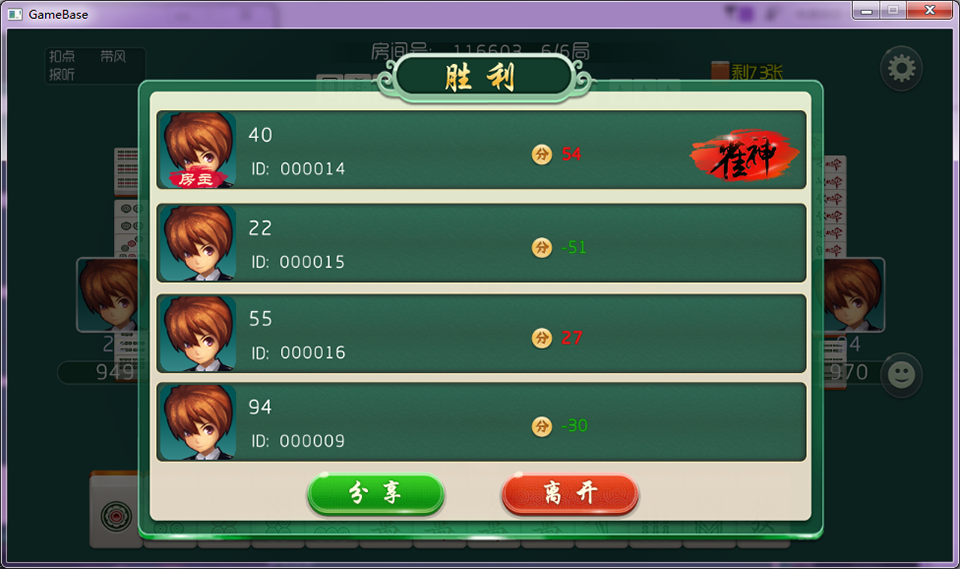 GameBase
扣点 带风
报听
房间号: 116603 6/6局
剩73张
胜利
40
房主
ID: 000014
分 54
雀神
22
ID: 000015
分 -51
55
ID: 000016
分 27
94
ID: 000009
分 -30
949
970
分享
离开